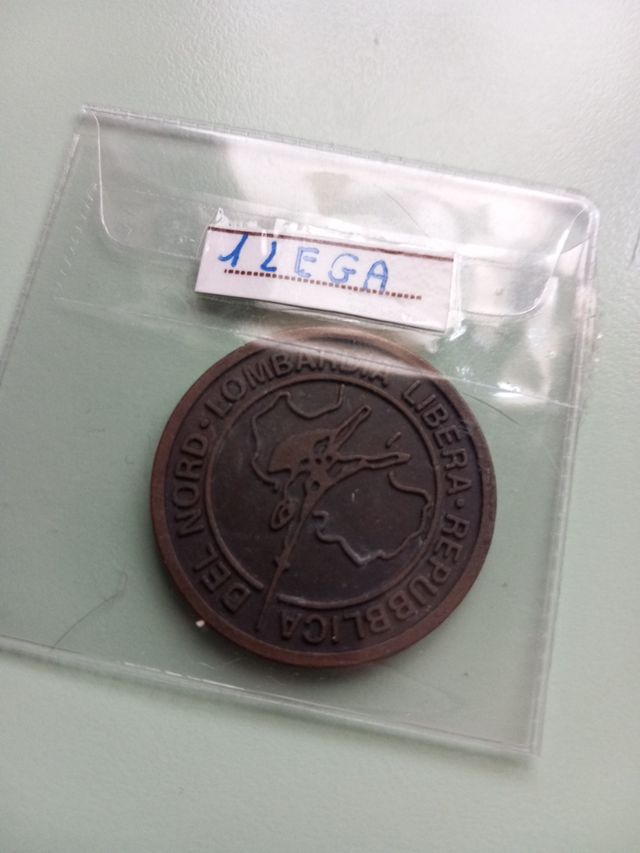 1 LEGA
LOMBARDIA LIBERA · REPUBBLICA DEL NORD ·